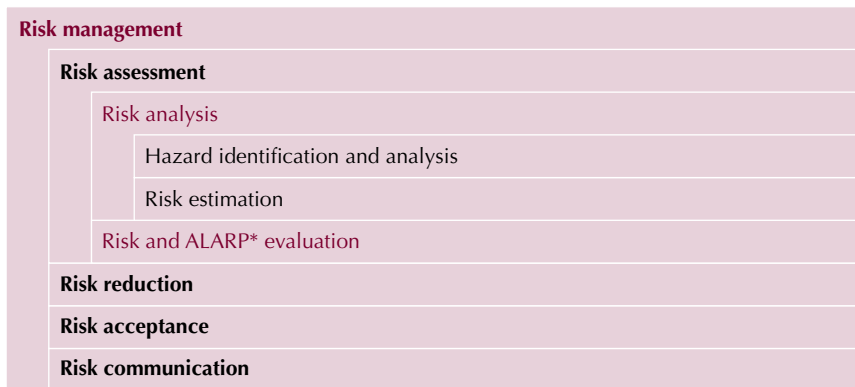 Risk management
Risk assessment
Risk analysis
Hazard identification and analysis
Risk estimation
Risk and ALARP* evaluation
Risk reduction
Risk acceptance
Risk communication